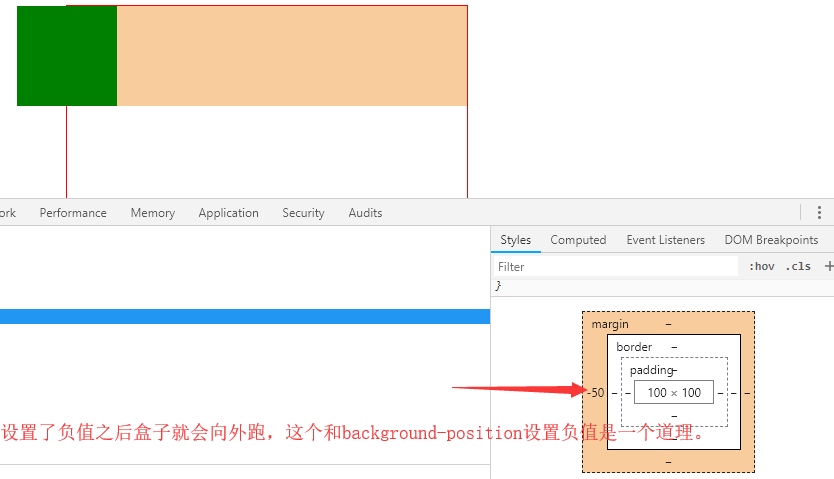 ork Performance Memory Application Security Audits
Styles Computed Event Listeners DOM Breakpoints
Filter :hov .cls +
}
margin –
border –
padding –
-50 – – 100 × 100 – – –
–
设置了负值之后盒子就会向外跑，这个和background-position设置负值是一个道理。
–
–